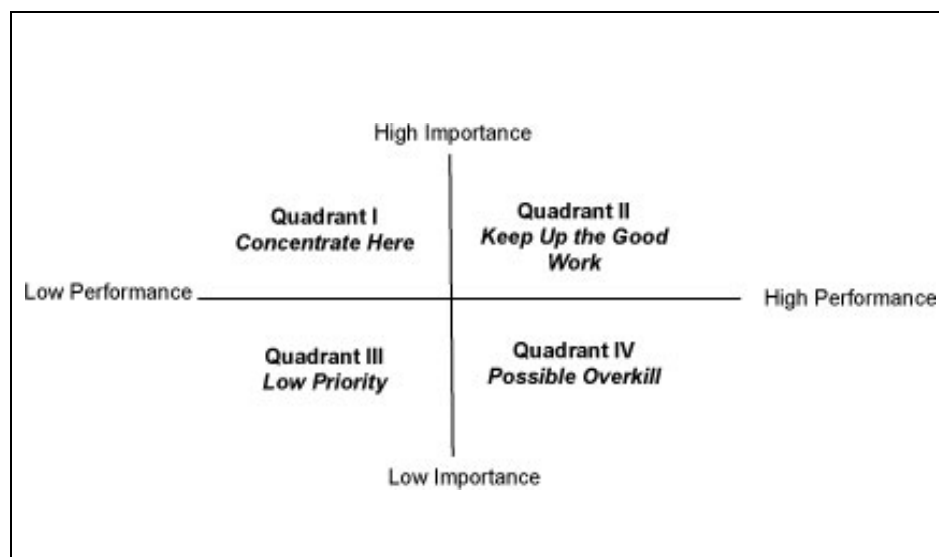 High Importance
Quadrant I
Concentrate Here
Quadrant II
Keep Up the Good
Work
Low Performance
High Performance
Quadrant III
Low Priority
Quadrant IV
Possible Overkill
Low Importance